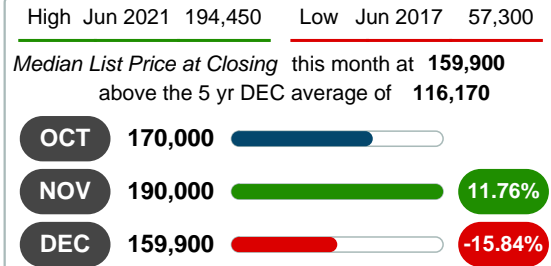 High Jun 2021 194,450 Low Jun 2017 57,300
Median List Price at Closing this month at 159,900
above the 5 yr DEC average of 116,170
OCT 170,000
NOV 190,000 11.76%
DEC 159,900 -15.84%